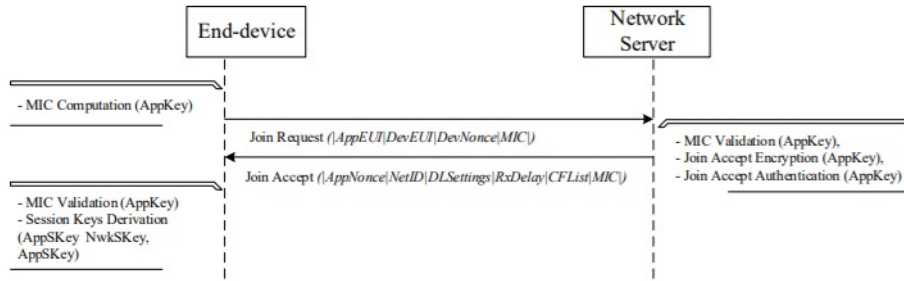 End-device
Network
Server
- MIC Computation (AppKey)
Join Request (|AppEUI|DevEUI|DevNonce|MIC|)
- MIC Validation (AppKey),
- Join Accept Encryption (AppKey),
- Join Accept Authentication (AppKey)
Join Accept (|AppNonce|NetID|DLSettings|RxDelay|CFList|MIC|)
- MIC Validation (AppKey)
- Session Keys Derivation
(AppSKey NwkSKey,
AppSKey)